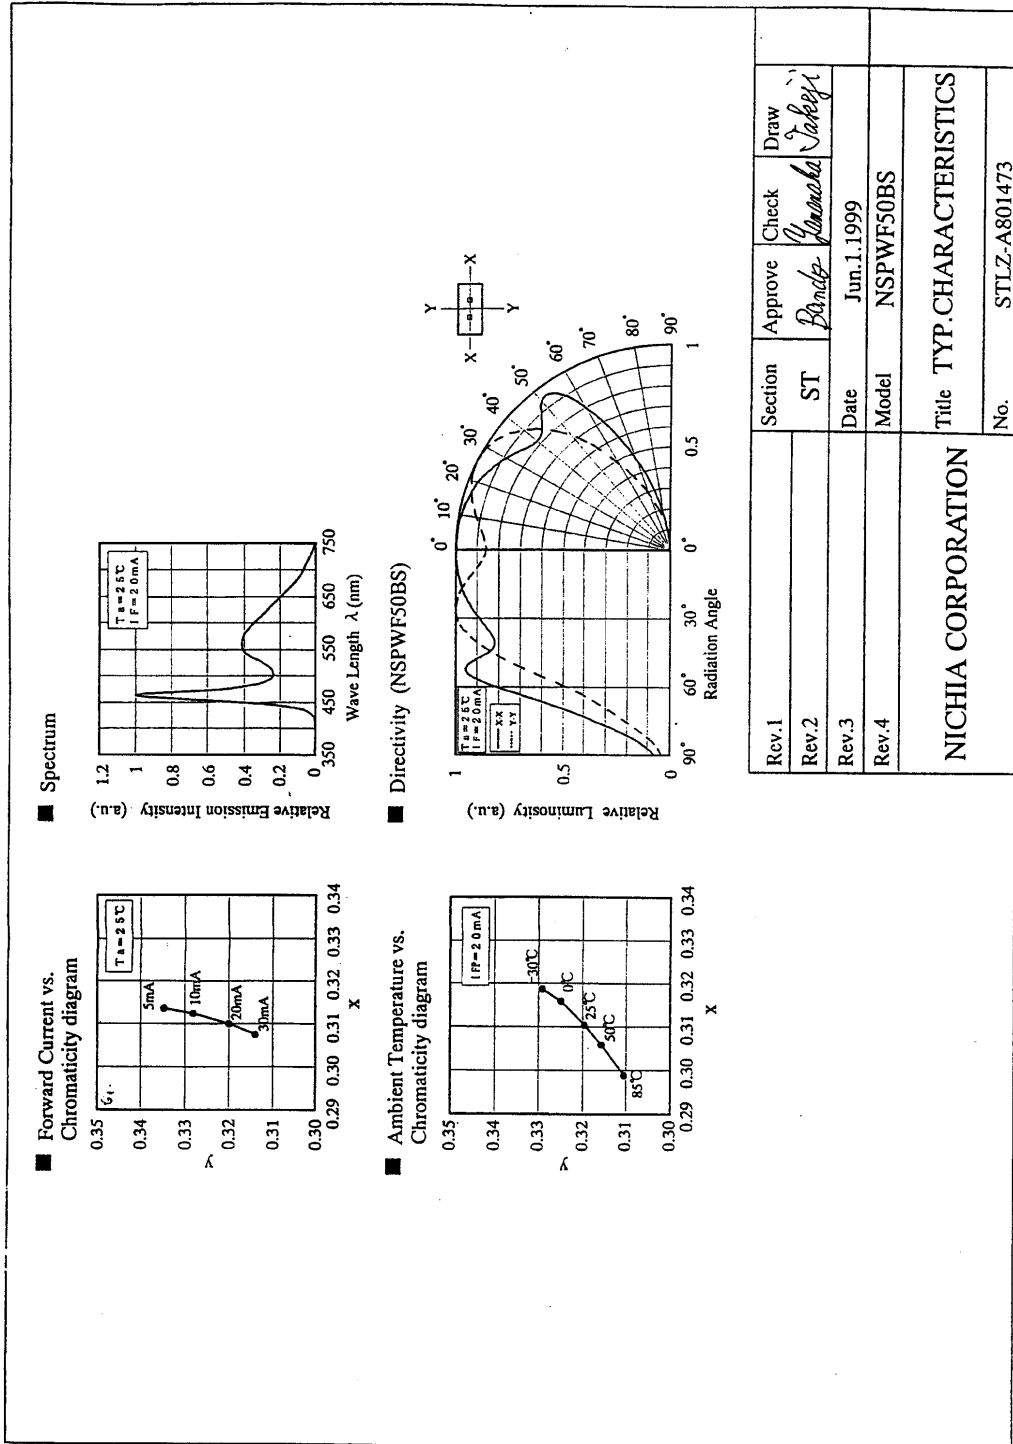 ■ Forward Current vs.
Chromaticity diagram
Ta=25℃
0.35
0.34
0.33
0.32
0.31
0.30
y
5mA
10mA
20mA
30mA
0.29 0.30 0.31 0.32 0.33 0.34
x
■ Spectrum
Ta=25℃
IF=20mA
1.2
1
0.8
0.6
0.4
0.2
0
Relative Emission Intensity (a.u.)
350 450 550 650 750
Wave Length λ (nm)
■ Ambient Temperature vs.
Chromaticity diagram
IFP=20mA
0.35
0.34
0.33
0.32
0.31
0.30
y
-30℃
0℃
25℃
50℃
85℃
0.29 0.30 0.31 0.32 0.33 0.34
x
■ Directivity (NSPWF50BS)
Ta=25℃
IF=20mA
X-X
Y-Y
1
0.5
0
Relative Luminosity (a.u.)
0° 10° 20° 30° 40° 50° 60° 70° 80° 90°
90° 60° 30° 0° 0.5 1
Radiation Angle
Y
X X
Y
Rev.1
Rev.2
Rev.3
Rev.4
Section Approve Check Draw
ST Bando Yamanaka Takeji
Date Jun.1.1999
Model NSPWF50BS
NICHIA CORPORATION
Title TYP.CHARACTERISTICS
No. STLZ-A801473